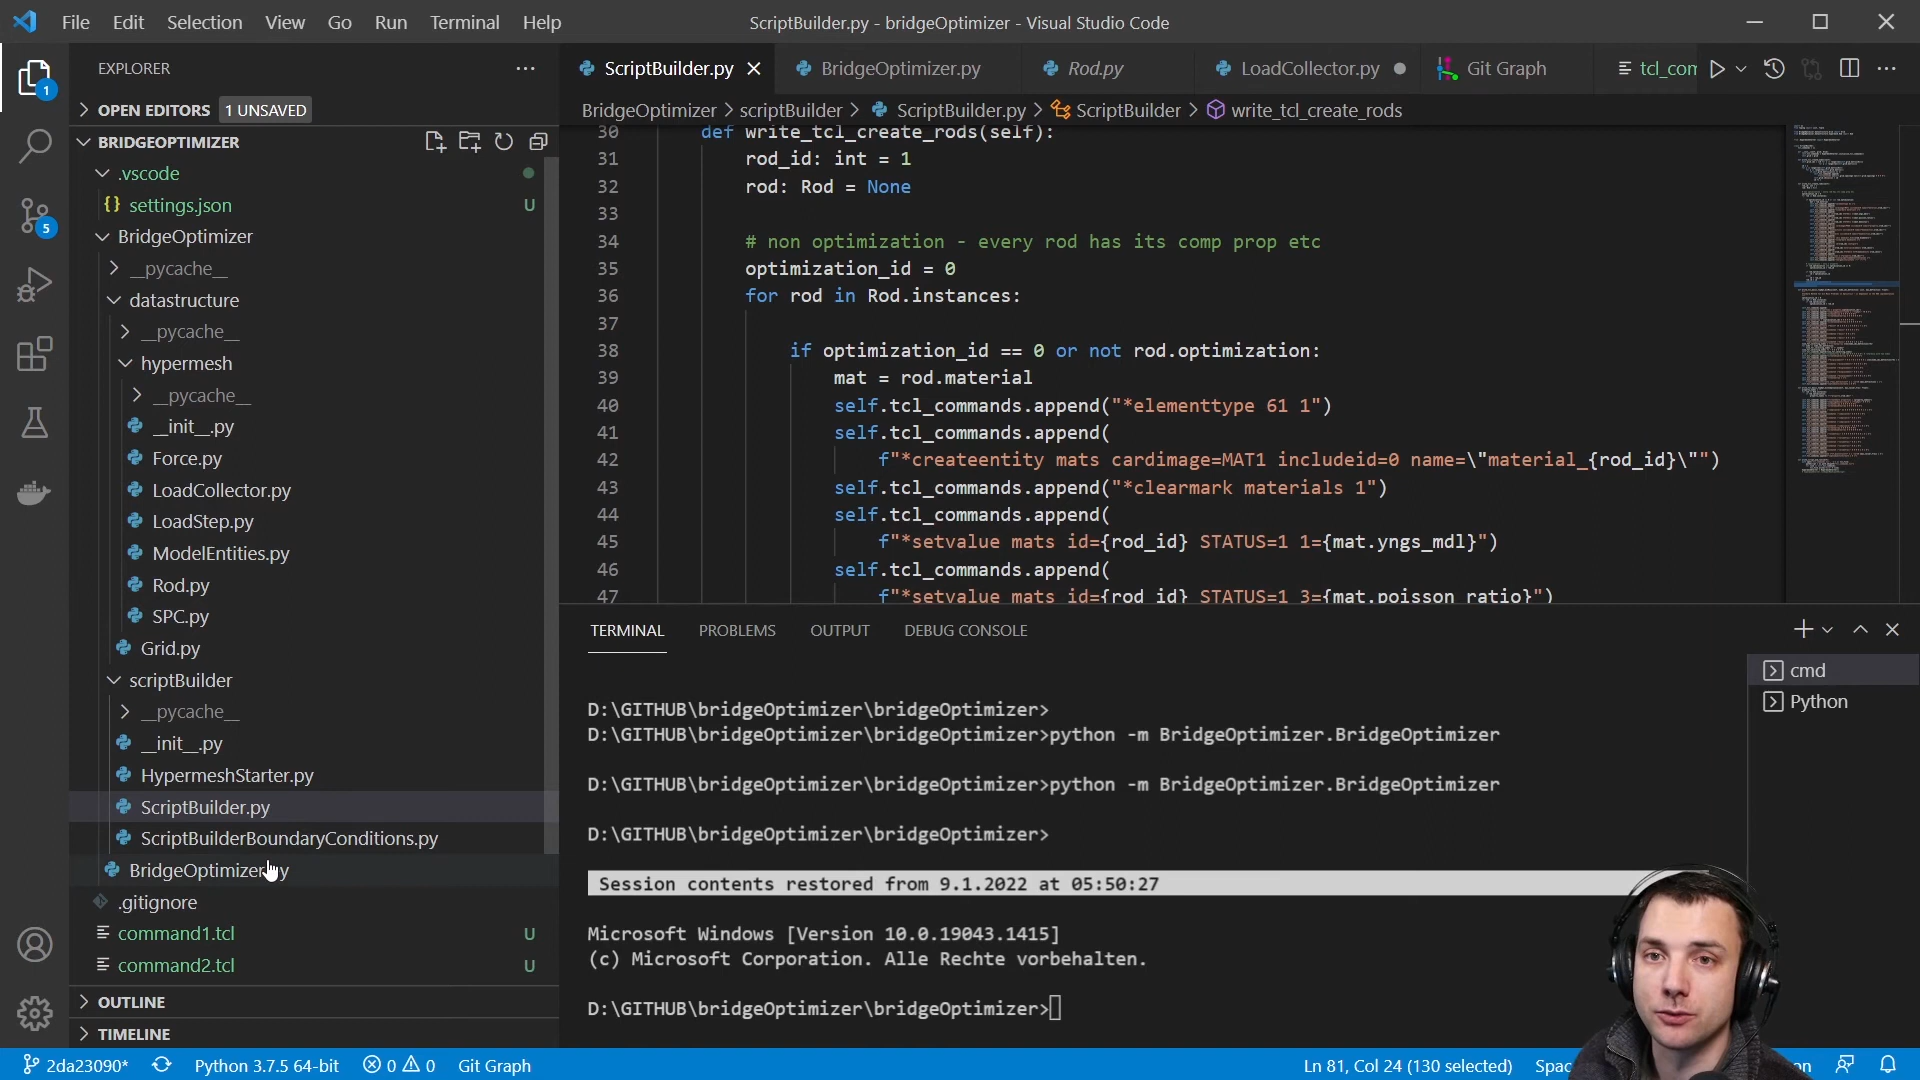 File Edit Selection View Go Run Terminal Help
ScriptBuilder.py - bridgeOptimizer - Visual Studio Code
EXPLORER
OPEN EDITORS 1 UNSAVED
BRIDGEOPTIMIZER
.vscode
settings.json U
BridgeOptimizer
__pycache__
datastructure
__pycache__
hypermesh
__pycache__
__init__.py
Force.py
LoadCollector.py
LoadStep.py
ModelEntities.py
Rod.py
SPC.py
Grid.py
scriptBuilder
__pycache__
__init__.py
HypermeshStarter.py
ScriptBuilder.py
ScriptBuilderBoundaryConditions.py
BridgeOptimizer.py
.gitignore
command1.tcl U
command2.tcl U
OUTLINE
TIMELINE
1
5
ScriptBuilder.py BridgeOptimizer.py Rod.py LoadCollector.py Git Graph tcl_com
BridgeOptimizer > scriptBuilder > ScriptBuilder.py > ScriptBuilder > write_tcl_create_rods
30 def write_tcl_create_rods(self):
31 rod_id: int = 1
32 rod: Rod = None
33
34 # non optimization - every rod has its comp prop etc
35 optimization_id = 0
36 for rod in Rod.instances:
37
38 if optimization_id == 0 or not rod.optimization:
39 mat = rod.material
40 self.tcl_commands.append("*elementtype 61 1")
41 self.tcl_commands.append(
42 f"*createentity mats cardimage=MAT1 includeid=0 name=\"material_{rod_id}\"")
43 self.tcl_commands.append("*clearmark materials 1")
44 self.tcl_commands.append(
45 f"*setvalue mats id={rod_id} STATUS=1 1={mat.yngs_mdl}")
46 self.tcl_commands.append(
47 f"*setvalue mats id={rod_id} STATUS=1 3={mat.poisson_ratio}")
TERMINAL PROBLEMS OUTPUT DEBUG CONSOLE
cmd
Python
D:\GITHUB\bridgeOptimizer\bridgeOptimizer>
D:\GITHUB\bridgeOptimizer\bridgeOptimizer>python -m BridgeOptimizer.BridgeOptimizer
D:\GITHUB\bridgeOptimizer\bridgeOptimizer>python -m BridgeOptimizer.BridgeOptimizer
D:\GITHUB\bridgeOptimizer\bridgeOptimizer>
Session contents restored from 9.1.2022 at 05:50:27
Microsoft Windows [Version 10.0.19043.1415]
(c) Microsoft Corporation. Alle Rechte vorbehalten.
D:\GITHUB\bridgeOptimizer\bridgeOptimizer>
2da23090* Python 3.7.5 64-bit 0 0 Git Graph Ln 81, Col 24 (130 selected)